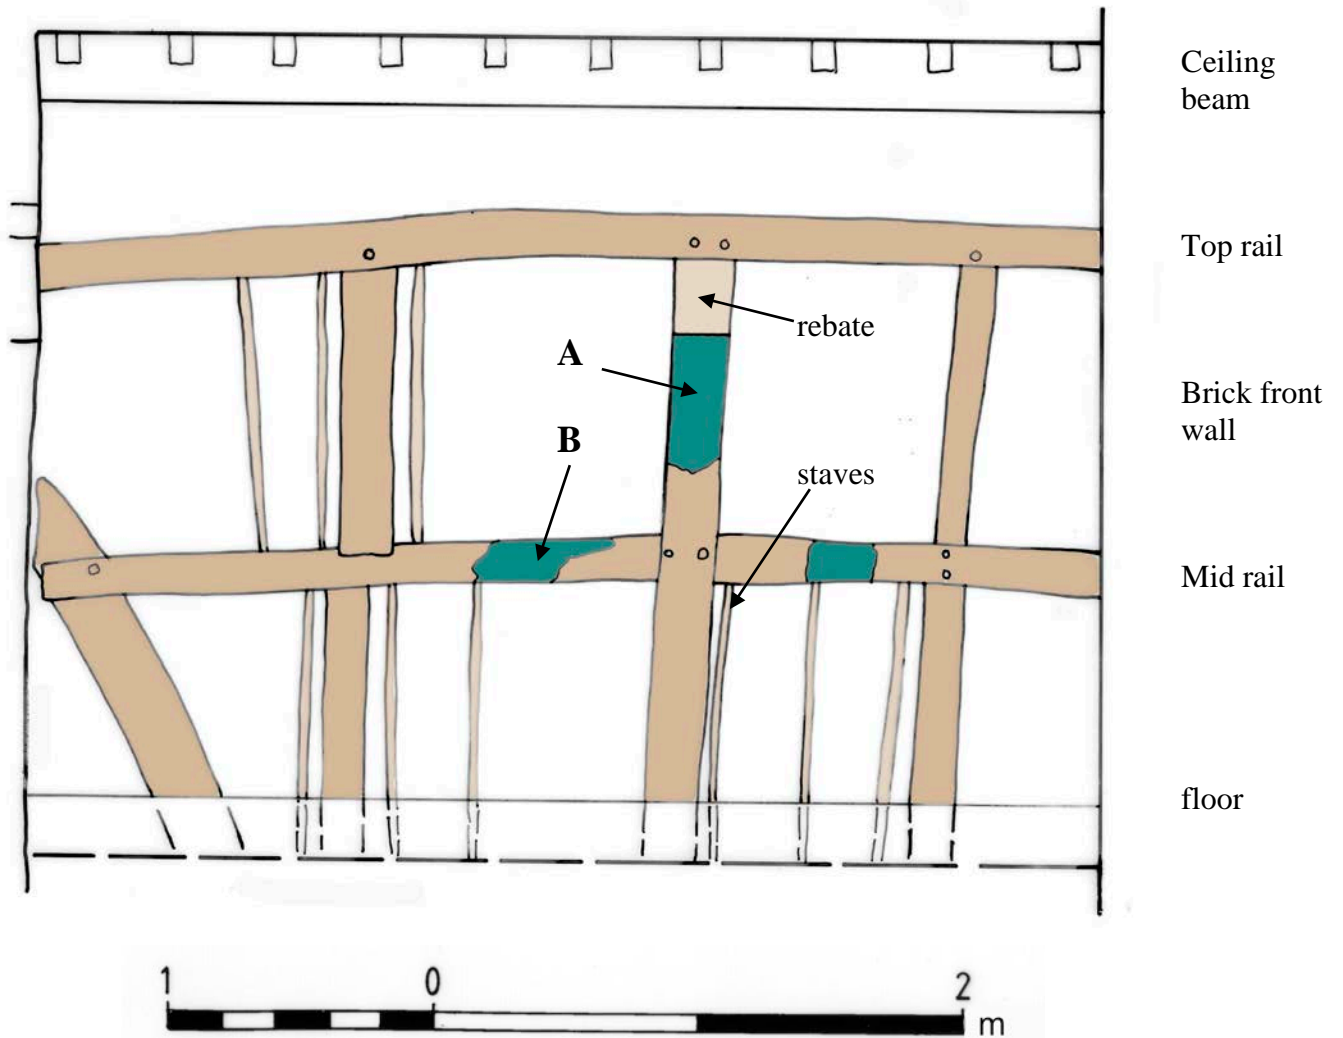 Ceiling
beam
Top rail
rebate
A
Brick front
wall
B
staves
Mid rail
floor
1 0 2
m